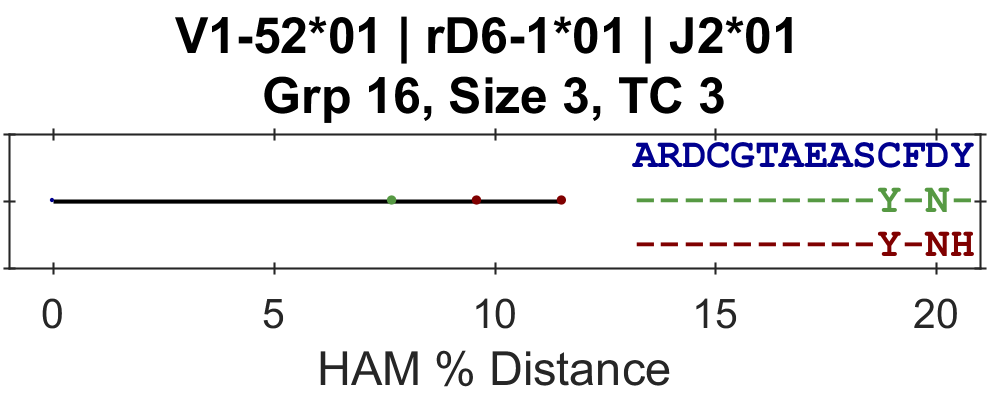 V1-52*01 | rD6-1*01 | J2*01
Grp 16, Size 3, TC 3
ARDCGTAEASCFDY
----------Y-N-
----------Y-NH
0 5 10 15 20
HAM % Distance